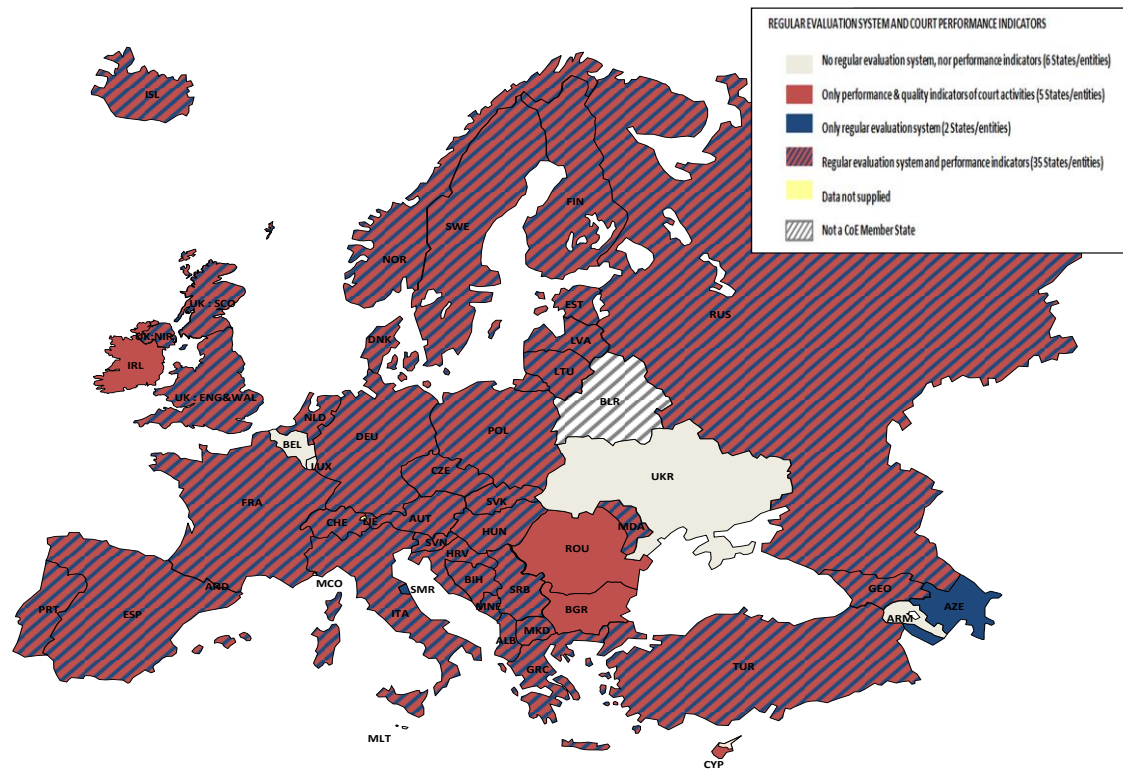 REGULAR EVALUATION SYSTEM AND COURT PERFORMANCE INDICATORS
No regular evaluation system, nor performance indicators (6 States/entities)
Only performance & quality indicators of court activities (5 States/entities)
Only regular evaluation system (2 States/entities)
Regular evaluation system and performance indicators (35 States/entities)
Data not supplied
Not a CoE Member State
ISL
FIN
SWE
NOR
UK : SCO
EST
RUS
UK:NIR
DNK
LVA
IRL
LTU
UK : ENG&WAL
BLR
NLD
DEU
POL
BEL
LUX
CZE
UKR
FRA
SVK
CHE
LIE
AUT
HUN
MDA
SVN
ROU
HRV
ARD
MCO
BIH
SMR
SRB
GEO
PRT
ESP
ITA
MNE
BGR
AZE
ARM
ALB
MKD
GRC
TUR
MLT
CYP